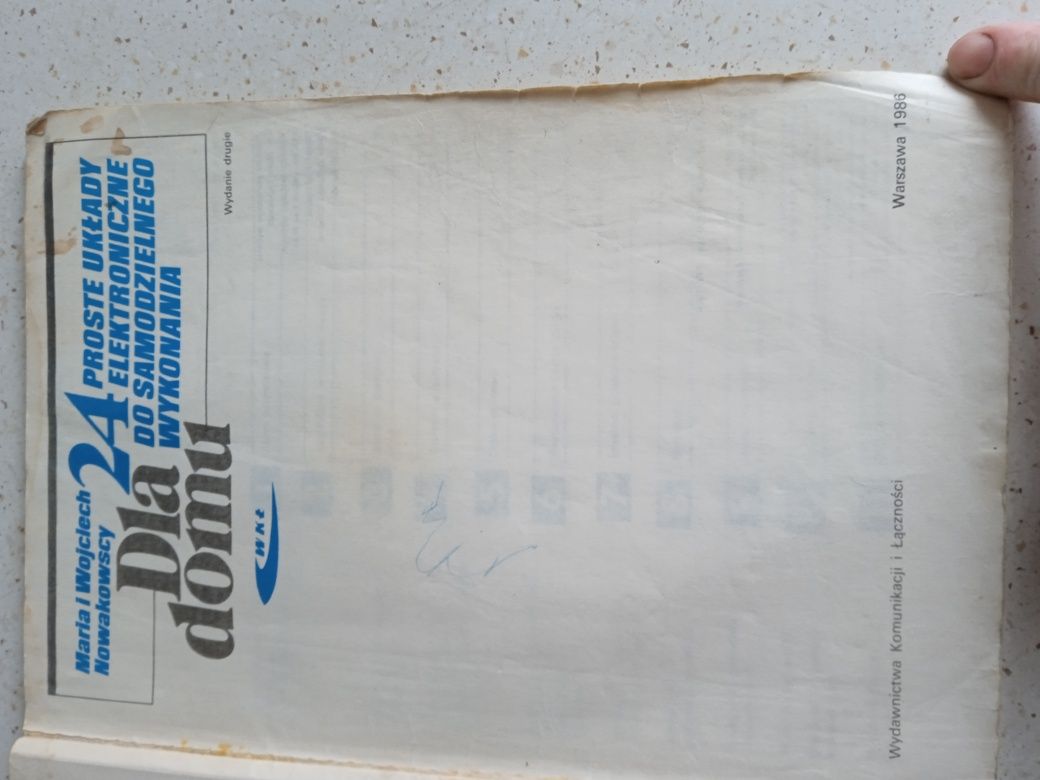 Maria i Wojciech
Nowakowscy
24 PROSTE UKŁADY
ELEKTRONICZNE
DO SAMODZIELNEGO
WYKONANIA
Dla
domu
Wydanie drugie
WKŁ
Wydawnictwa Komunikacji i Łączności
Warszawa 1986